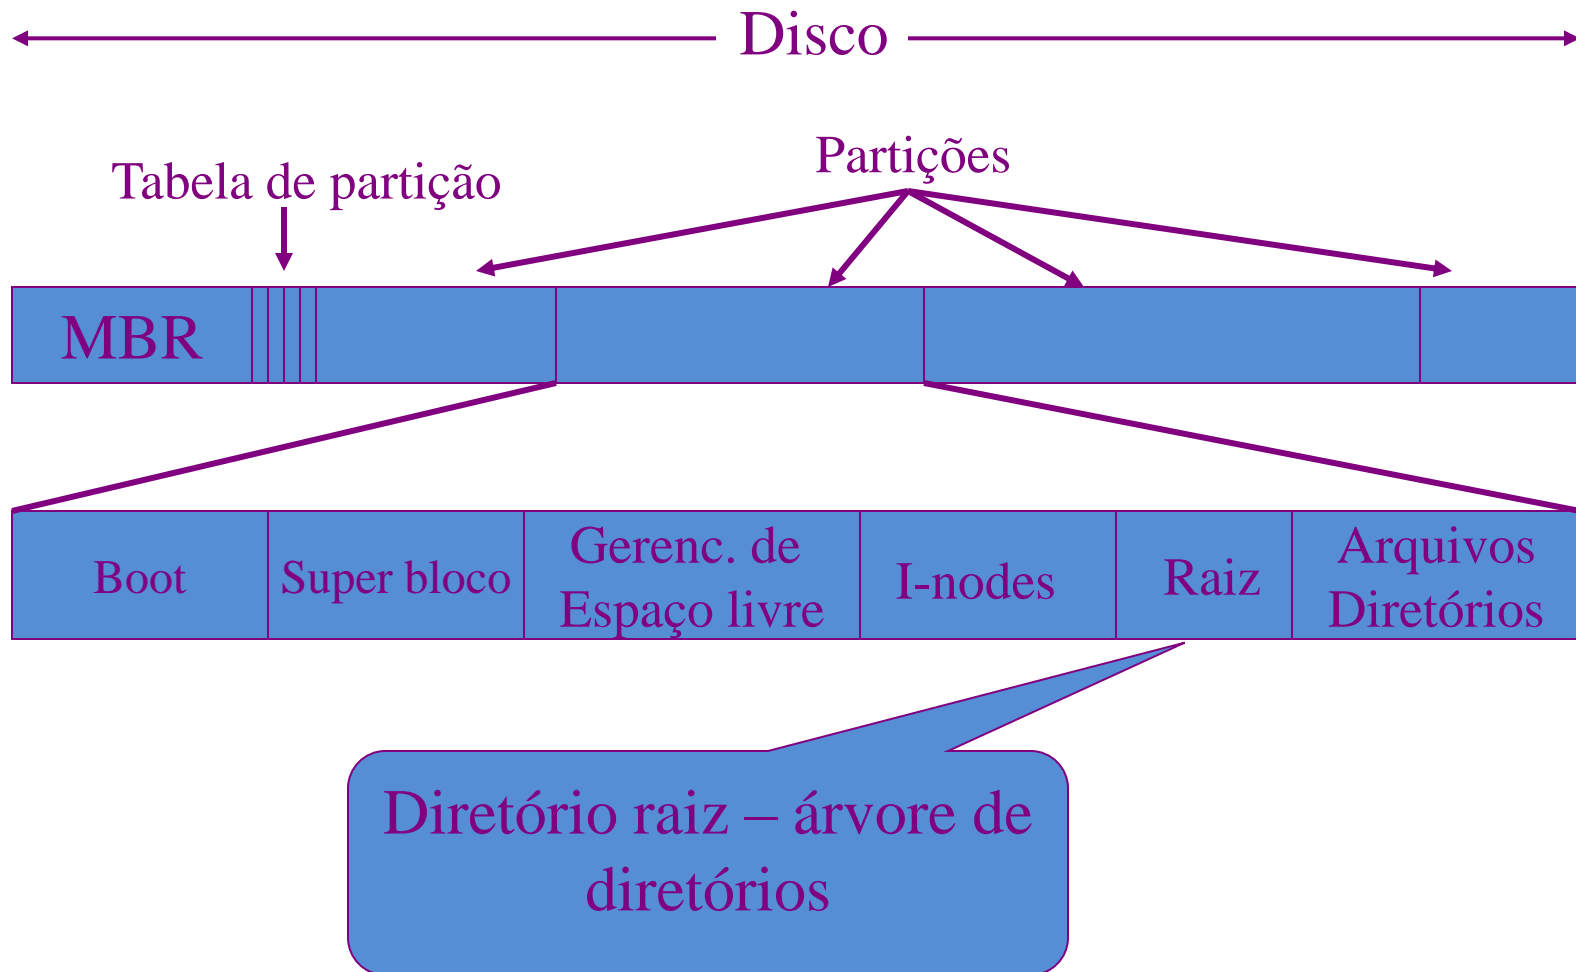 Disco
Partições
Tabela de partição
MBR
Boot
Super bloco
Gerenc. de
Espaço livre
I-nodes
Raiz
Arquivos
Diretórios
Diretório raiz – árvore de
diretórios